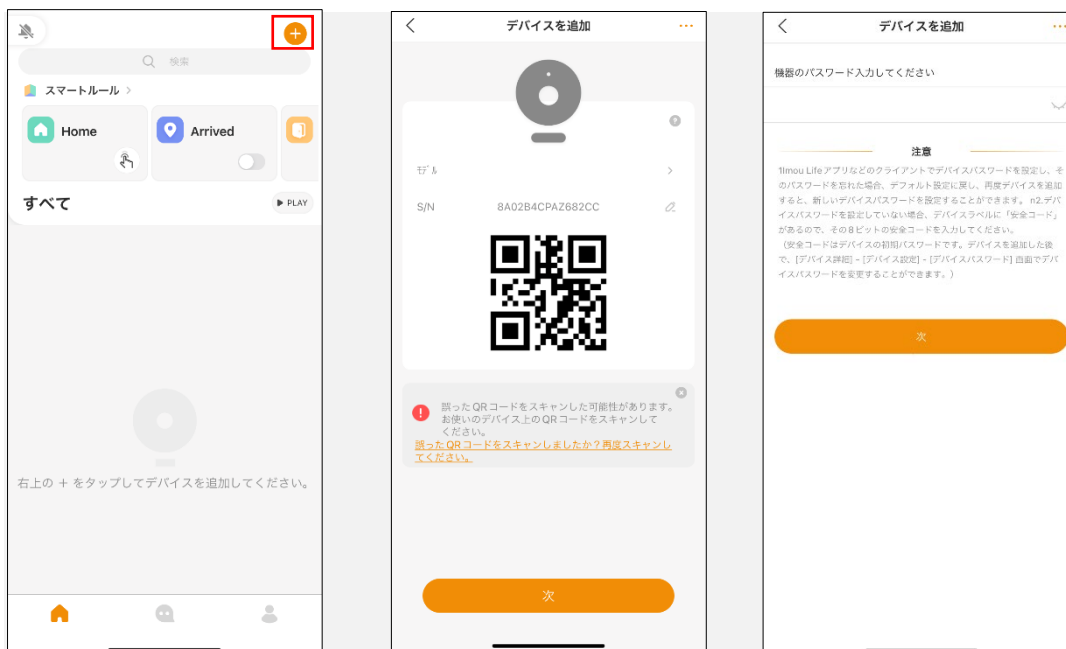 検索
スマートルール
Home
Arrived
すべて
PLAY
右上の + をタップしてデバイスを追加してください。
デバイスを追加
ﾓﾃﾞﾙ
S/N 8A02B4CPAZ682CC
誤ったQRコードをスキャンした可能性があります。
お使いのデバイス上のQRコードをスキャンして
ください。
誤ったQRコードをスキャンしましたか？再度スキャンし
てください。
次
デバイスを追加
機器のパスワード入力してください
注意
1Imou Lifeアプリなどのクライアントでデバイスパスワードを設定し、そ
のパスワードを忘れた場合、デフォルト設定に戻し、再度デバイスを追加
すると、新しいデバイスパスワードを設定することができます。 n2.デバ
イスパスワードを設定していない場合、デバイスラベルに「安全コード」
があるので、その8ビットの安全コードを入力してください。
（安全コードはデバイスの初期パスワードです。デバイスを追加した後
で、[デバイス詳細] – [デバイス設定] – [デバイスパスワード] 画面でデバ
イスパスワードを変更することができます。）
次